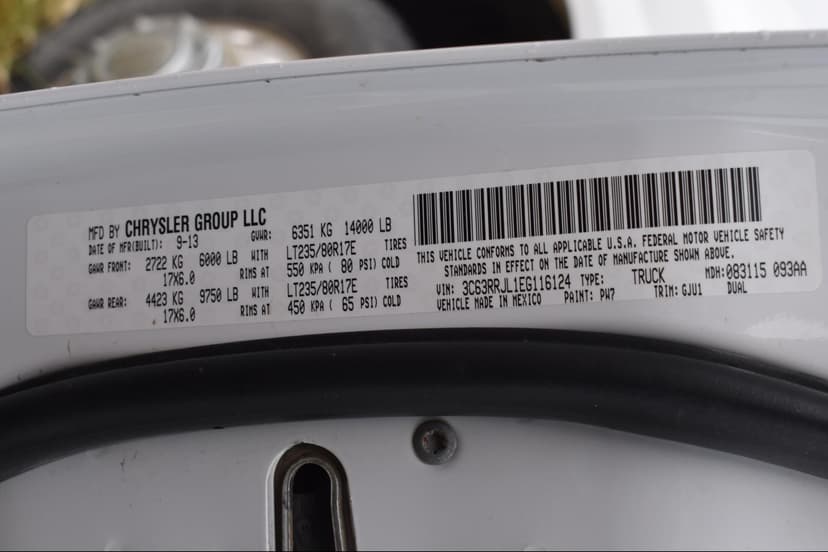 MFD BY CHRYSLER GROUP LLC
DATE OF MFR(BUILT): 9-13 GVWR: 6351 KG 14000 LB
GAWR FRONT: 2722 KG 6000 LB WITH LT235/80R17E TIRES
17X6.0 RIMS AT 550 KPA ( 80 PSI) COLD
GAWR REAR: 4423 KG 9750 LB WITH LT235/80R17E TIRES
17X6.0 RIMS AT 450 KPA ( 65 PSI) COLD
THIS VEHICLE CONFORMS TO ALL APPLICABLE U.S.A. FEDERAL MOTOR VEHICLE SAFETY
STANDARDS IN EFFECT ON THE DATE OF MANUFACTURE SHOWN ABOVE.
VIN: 3C63RRJL1EG116124 TYPE: TRUCK MDH: 083115 093AA
VEHICLE MADE IN MEXICO PAINT: PW7 TRIM: GJU1 DUAL